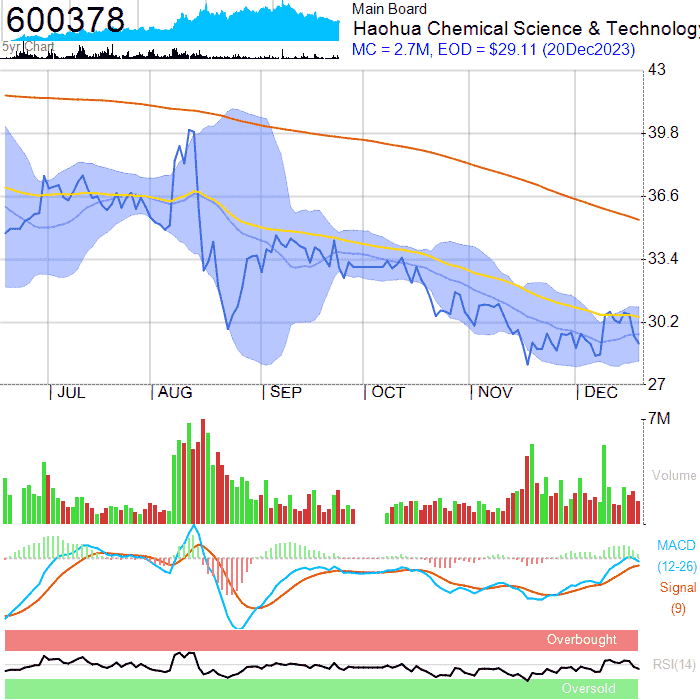 600378
5yr Chart
Main Board
Haohua Chemical Science & Technology
MC = 2.7M, EOD = $29.11 (20Dec2023)
43
39.8
36.6
33.4
30.2
27
JUL
AUG
SEP
OCT
NOV
DEC
7M
Volume
MACD
(12-26)
Signal
(9)
Overbought
RSI(14)
Oversold